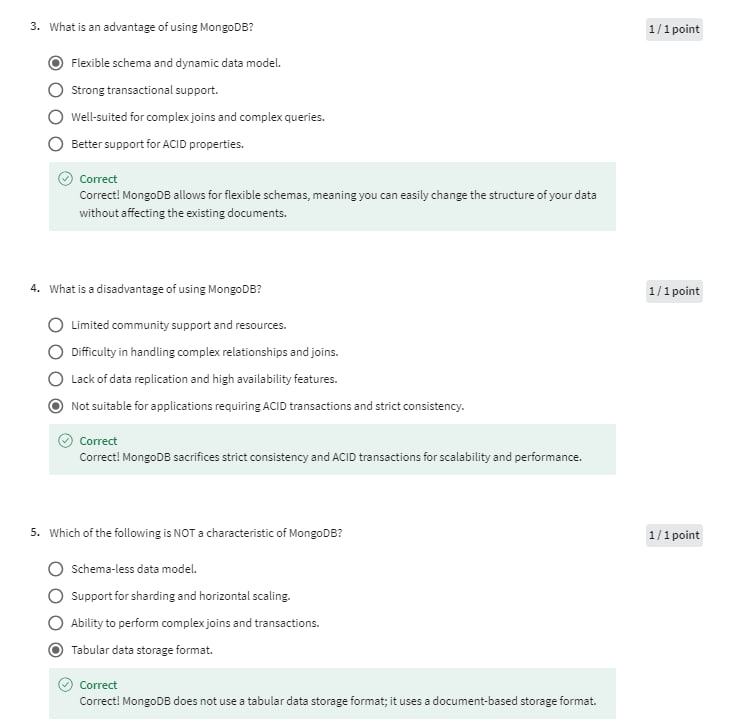 3. What is an advantage of using MongoDB?
1 / 1 point
Flexible schema and dynamic data model.
Strong transactional support.
Well-suited for complex joins and complex queries.
Better support for ACID properties.
Correct
Correct! MongoDB allows for flexible schemas, meaning you can easily change the structure of your data
without affecting the existing documents.
4. What is a disadvantage of using MongoDB?
1 / 1 point
Limited community support and resources.
Difficulty in handling complex relationships and joins.
Lack of data replication and high availability features.
Not suitable for applications requiring ACID transactions and strict consistency.
Correct
Correct! MongoDB sacrifices strict consistency and ACID transactions for scalability and performance.
5. Which of the following is NOT a characteristic of MongoDB?
1 / 1 point
Schema-less data model.
Support for sharding and horizontal scaling.
Ability to perform complex joins and transactions.
Tabular data storage format.
Correct
Correct! MongoDB does not use a tabular data storage format; it uses a document-based storage format.